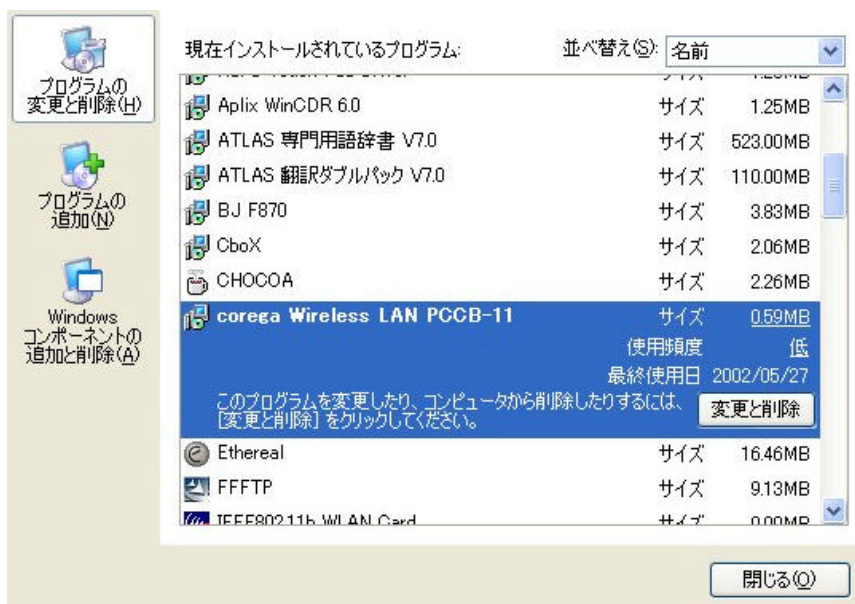 プログラムの
変更と削除(H)
プログラムの
追加(N)
Windows
コンポーネントの
追加と削除(A)
現在インストールされているプログラム: 並べ替え(S): 名前
Aplix WinCDR 6.0 サイズ 1.25MB
ATLAS 専門用語辞書 V7.0 サイズ 523.00MB
ATLAS 翻訳ダブルパック V7.0 サイズ 110.00MB
BJ F870 サイズ 3.83MB
CboX サイズ 2.06MB
CHOCOA サイズ 2.26MB
corega Wireless LAN PCCB-11 サイズ 0.59MB
使用頻度 低
最終使用日 2002/05/27
このプログラムを変更したり、コンピュータから削除したりするには、
[変更と削除] をクリックしてください。 変更と削除
Ethereal サイズ 16.46MB
FFFTP サイズ 9.13MB
IEEE802.11b WLAN Card サイズ 0.00MB
閉じる(O)